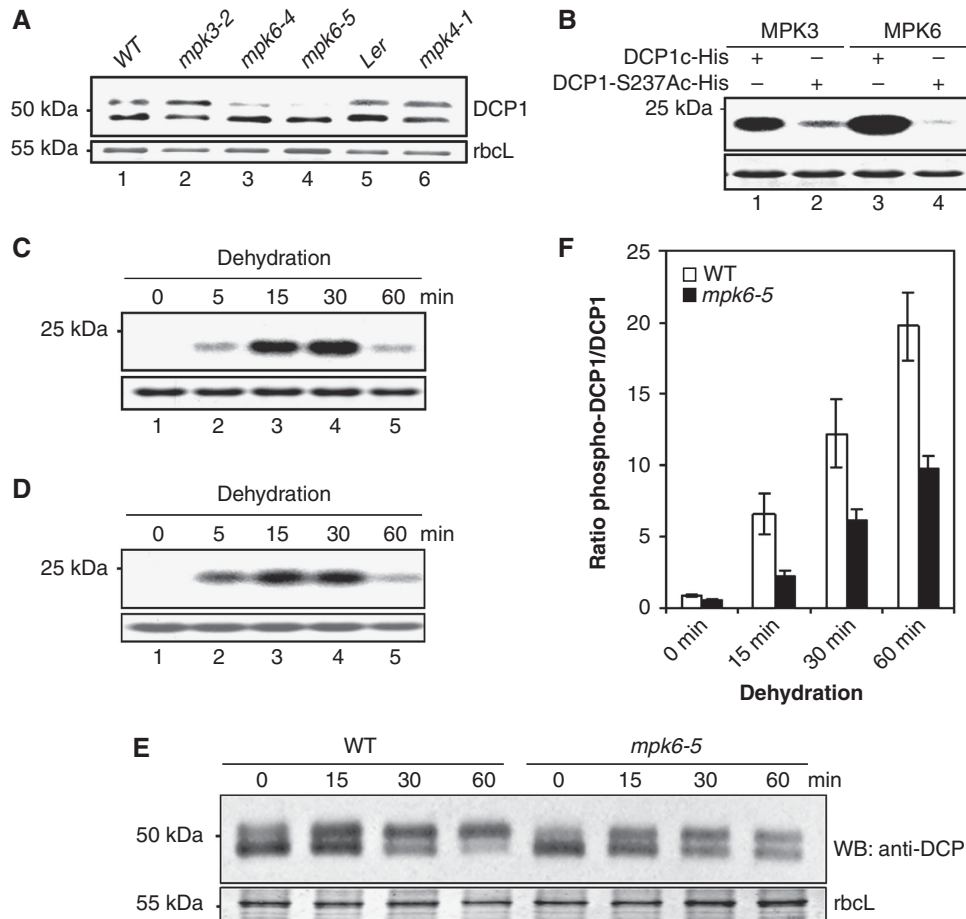 A
WT mpk3-2 mpk6-4 mpk6-5 Ler mpk4-1
50 kDa DCP1
55 kDa rbcL
1 2 3 4 5 6
B
MPK3 MPK6
DCP1c-His + – + –
DCP1-S237Ac-His – + – +
25 kDa
1 2 3 4
C
Dehydration
0 5 15 30 60 min
25 kDa
1 2 3 4 5
D
Dehydration
0 5 15 30 60 min
25 kDa
1 2 3 4 5
F
Ratio phospho-DCP1/DCP1
25
20
15
10
5
0
WT
mpk6-5
0 min 15 min 30 min 60 min
Dehydration
E
WT mpk6-5
0 15 30 60 0 15 30 60 min
50 kDa WB: anti-DCP
55 kDa rbcL